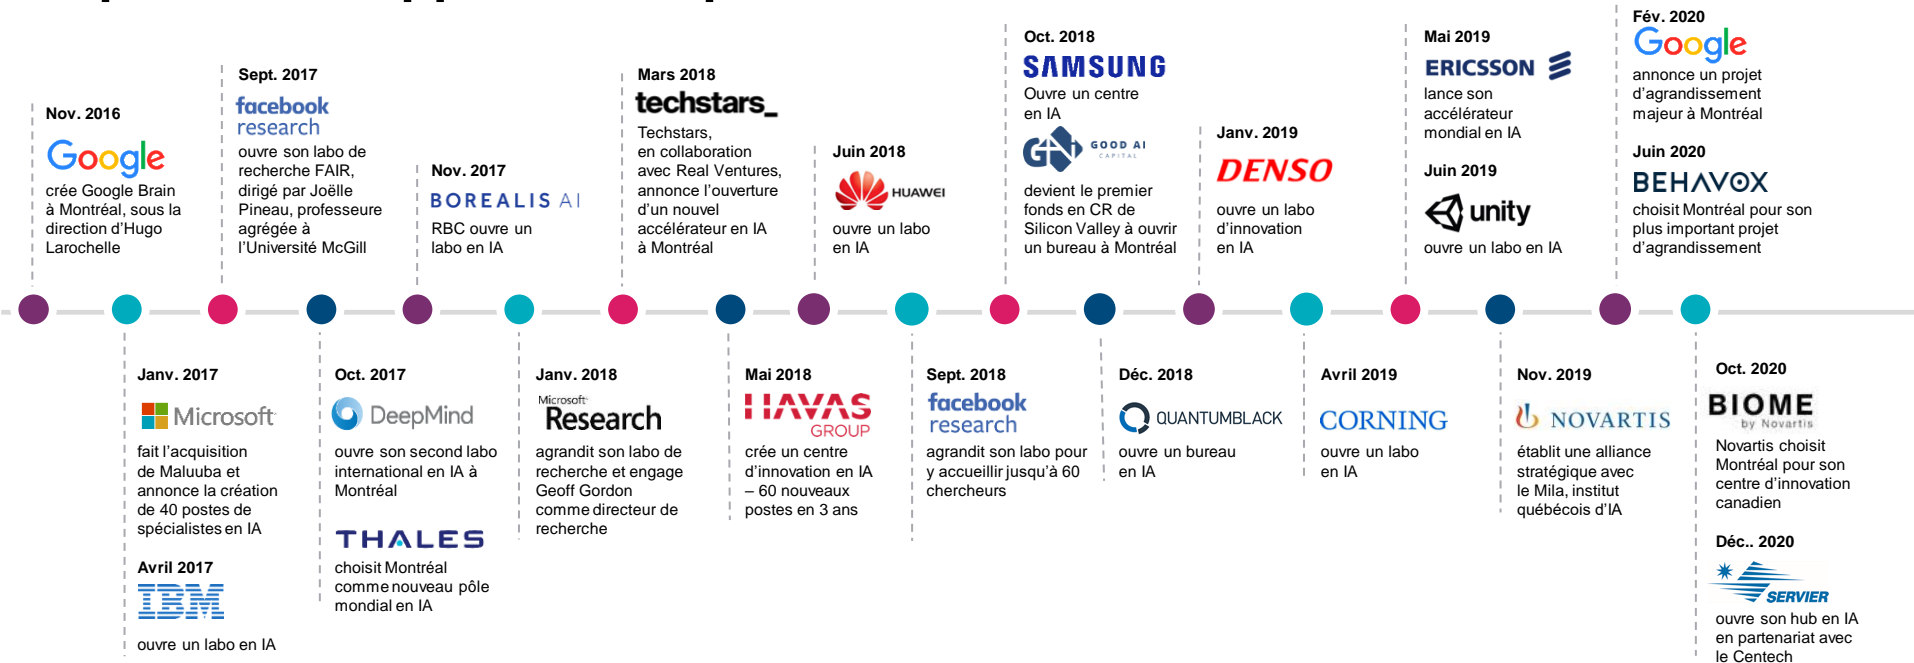 Nov. 2016
Google
crée Google Brain
à Montréal, sous la
direction d'Hugo
Larochelle
Janv. 2017
Microsoft
fait l'acquisition
de Maluuba et
annonce la création
de 40 postes de
spécialistes en IA
Avril 2017
IBM
ouvre un labo en IA
Sept. 2017
facebook
research
ouvre son labo de
recherche FAIR,
dirigé par Joëlle
Pineau, professeure
agrégée à
l'Université McGill
Oct. 2017
DeepMind
ouvre son second labo
international en IA à
Montréal
THALES
choisit Montréal
comme nouveau pôle
mondial en IA
Nov. 2017
BOREALIS AI
RBC ouvre un
labo en IA
Janv. 2018
Microsoft
Research
agrandit son labo de
recherche et engage
Geoff Gordon
comme directeur de
recherche
Mars 2018
techstars_
Techstars,
en collaboration
avec Real Ventures,
annonce l'ouverture
d'un nouvel
accélérateur en IA
à Montréal
Mai 2018
HAVAS
GROUP
crée un centre
d'innovation en IA
– 60 nouveaux
postes en 3 ans
Juin 2018
HUAWEI
ouvre un labo
en IA
Sept. 2018
facebook
research
agrandit son labo pour
y accueillir jusqu'à 60
chercheurs
Oct. 2018
SAMSUNG
Ouvre un centre
en IA
GAi GOOD AI
CAPITAL
devient le premier
fonds en CR de
Silicon Valley à ouvrir
un bureau à Montréal
Déc. 2018
QUANTUMBLACK
ouvre un bureau
en IA
Janv. 2019
DENSO
ouvre un labo
d'innovation
en IA
Avril 2019
CORNING
ouvre un labo
en IA
Mai 2019
ERICSSON
lance son
accélérateur
mondial en IA
Juin 2019
unity
ouvre un labo en IA
Nov. 2019
NOVARTIS
établit une alliance
stratégique avec
le Mila, institut
québécois d'IA
Fév. 2020
Google
annonce un projet
d'agrandissement
majeur à Montréal
Juin 2020
BEHAVOX
choisit Montréal pour son
plus important projet
d'agrandissement
Oct. 2020
BIOME
by Novartis
Novartis choisit
Montréal pour son
centre d'innovation
canadien
Déc.. 2020
SERVIER
ouvre son hub en IA
en partenariat avec
le Centech